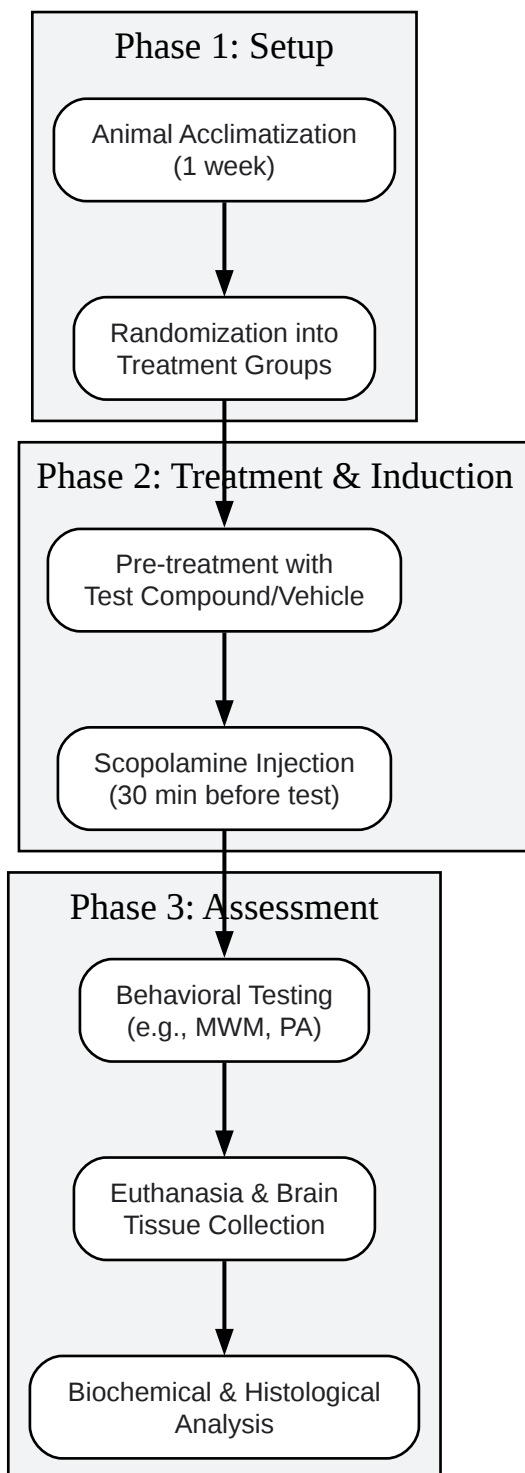 Phase 1: Setup
Animal Acclimatization
(1 week)
Randomization into
Treatment Groups
Phase 2: Treatment & Induction
Pre-treatment with
Test Compound/Vehicle
Scopolamine Injection
(30 min before test)
Phase 3: Assessment
Behavioral Testing
(e.g., MWM, PA)
Euthanasia & Brain
Tissue Collection
Biochemical & Histological
Analysis